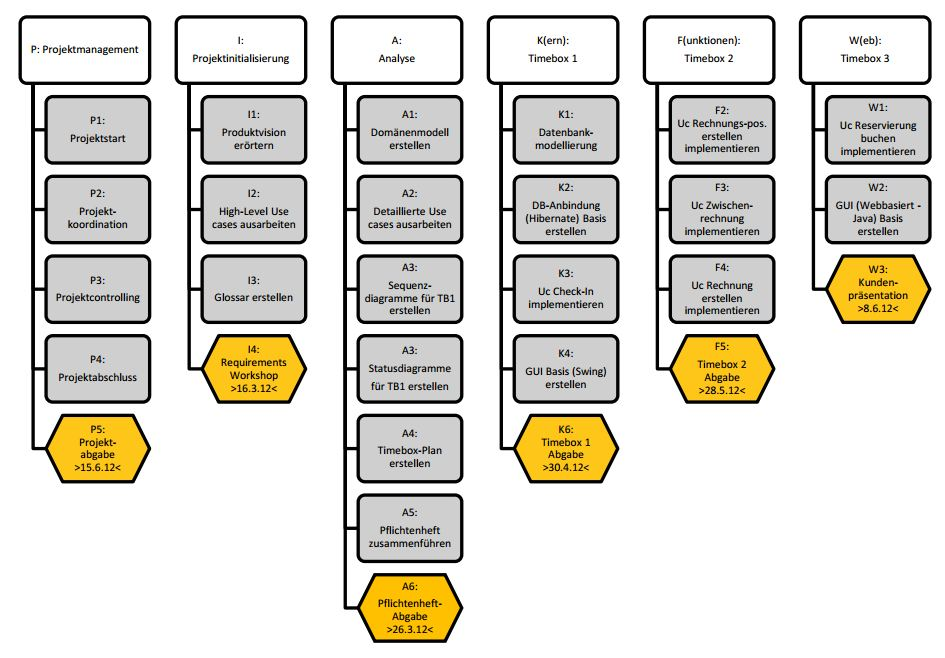 P: Projektmanagement
P1:
Projektstart
P2:
Projekt-
koordination
P3:
Projektcontrolling
P4:
Projektabschluss
P5:
Projekt-
abgabe
>15.6.12<
I:
Projektinitialisierung
I1:
Produktvision
erörtern
I2:
High-Level Use
cases ausarbeiten
I3:
Glossar erstellen
I4:
Requirements
Workshop
>16.3.12<
A:
Analyse
A1:
Domänenmodell
erstellen
A2:
Detaillierte Use
cases ausarbeiten
A3:
Sequenz-
diagramme für TB1
erstellen
A3:
Statusdiagramme
für TB1 erstellen
A4:
Timebox-Plan
erstellen
A5:
Pflichtenheft
zusammenführen
A6:
Pflichtenheft-
Abgabe
>26.3.12<
K(ern):
Timebox 1
K1:
Datenbank-
modellierung
K2:
DB-Anbindung
(Hibernate) Basis
erstellen
K3:
Uc Check-In
implementieren
K4:
GUI Basis (Swing)
erstellen
K6:
Timebox 1
Abgabe
>30.4.12<
F(unktionen):
Timebox 2
F2:
Uc Rechnungs-pos.
erstellen
implementieren
F3:
Uc Zwischen-
rechnung
implementieren
F4:
Uc Rechnung
erstellen
implementieren
F5:
Timebox 2
Abgabe
>28.5.12<
W(eb):
Timebox 3
W1:
Uc Reservierung
buchen
implementieren
W2:
GUI (Webbasiert -
Java) Basis
erstellen
W3:
Kunden-
präsentation
>8.6.12<